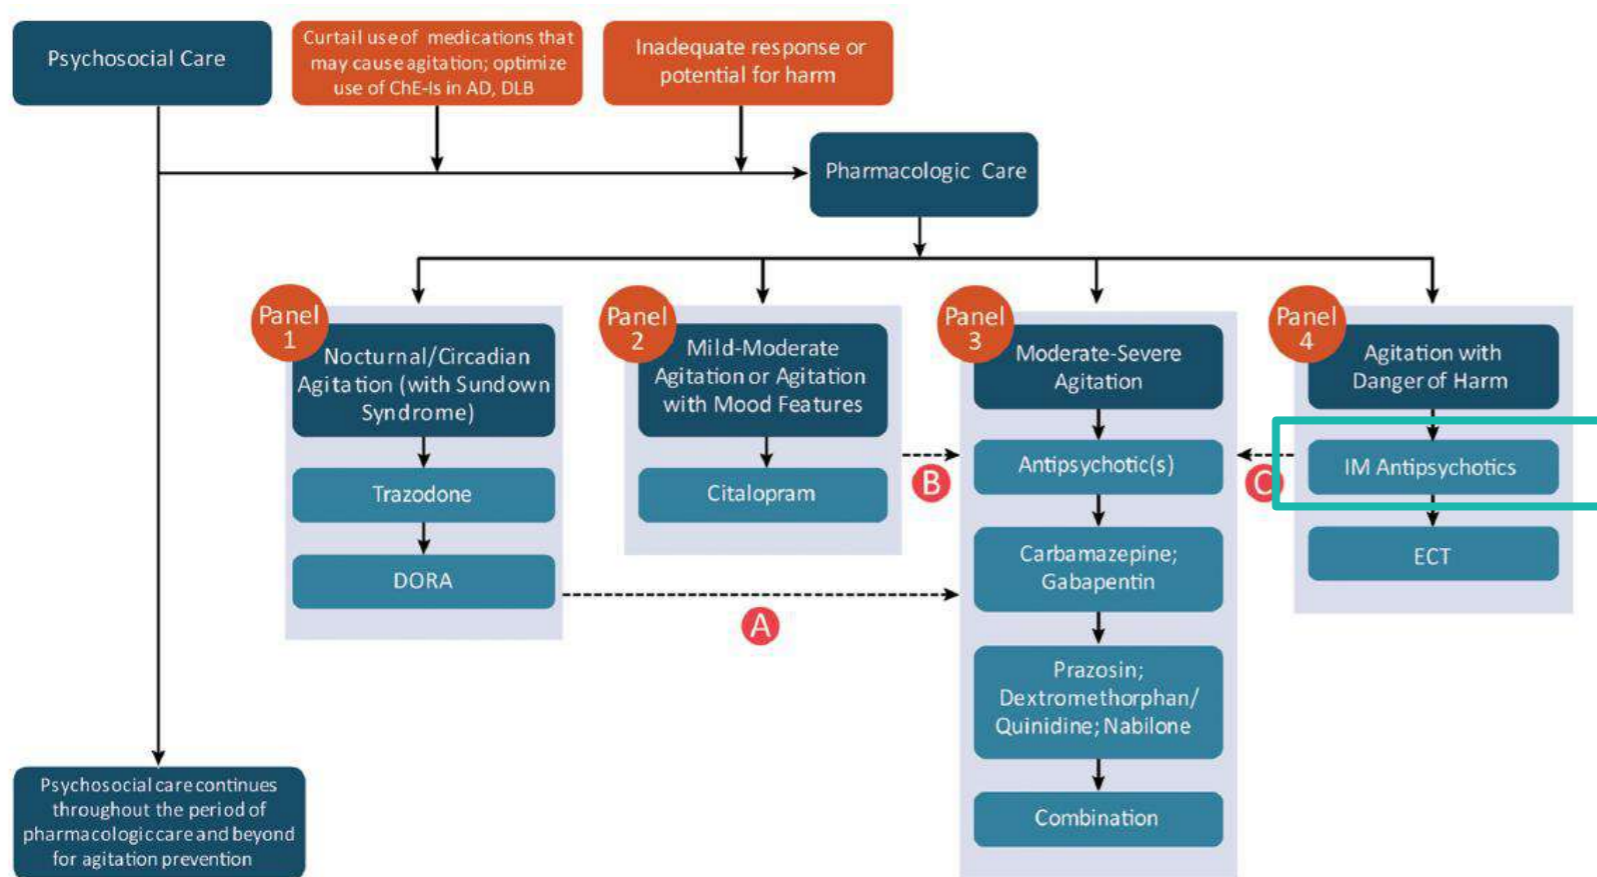 Psychosocial Care
Curtail use of medications that
may cause agitation; optimize
use of ChE-Is in AD, DLB
Inadequate response or
potential for harm
Pharmacologic Care
Panel
1
Nocturnal/Circadian
Agitation (with Sundown
Syndrome)
Trazodone
DORA
Panel
2
Mild-Moderate
Agitation or Agitation
with Mood Features
Citalopram
A
B
Panel
3
Moderate-Severe
Agitation
Antipsychotic(s)
Carbamazepine;
Gabapentin
Prazosin;
Dextromethorphan/
Quinidine; Nabilone
Combination
C
Panel
4
Agitation with
Danger of Harm
IM Antipsychotics
ECT
Psychosocial care continues
throughout the period of
pharmacologic care and beyond
for agitation prevention